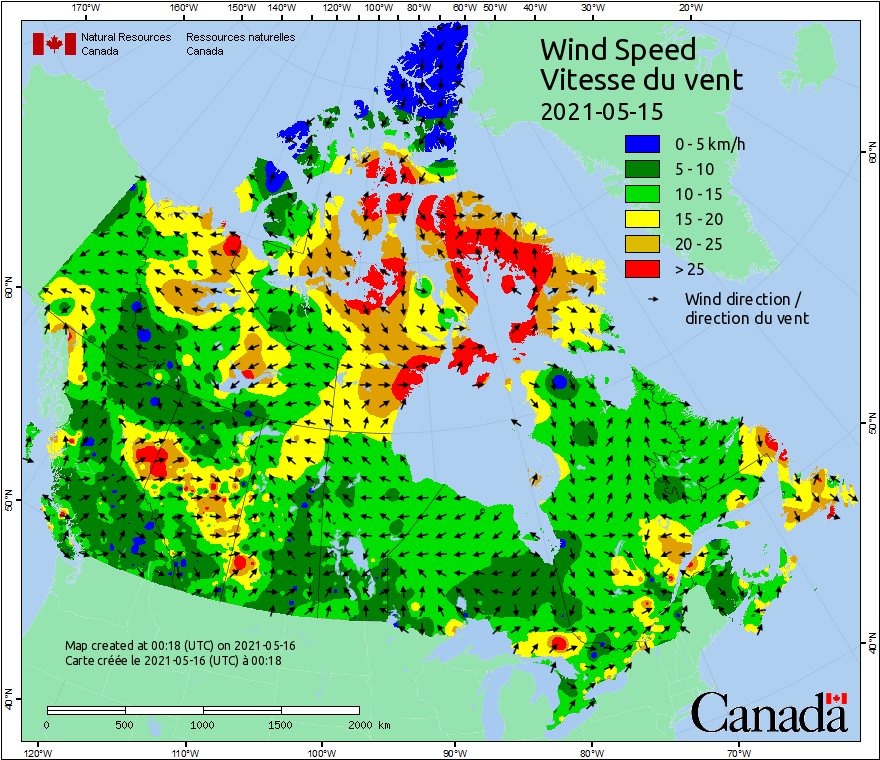 170°W 160°W 150°W 140°W 120°W 110°W 100°W 80°W 60°W 50°W 40°W 30°W 20°W
Natural Resources Ressources naturelles
Canada Canada
Wind Speed
Vitesse du vent
2021-05-15
0 - 5 km/h
5 - 10
10 - 15
15 - 20
20 - 25
> 25
Wind direction /
direction du vent
60°N
60°N
50°N
50°N
40°N
40°N
Map created at 00:18 (UTC) on 2021-05-16
Carte créée le 2021-05-16 (UTC) à 00:18
0 500 1000 1500 2000 km
Canada
120°W 110°W 100°W 90°W 80°W 70°W